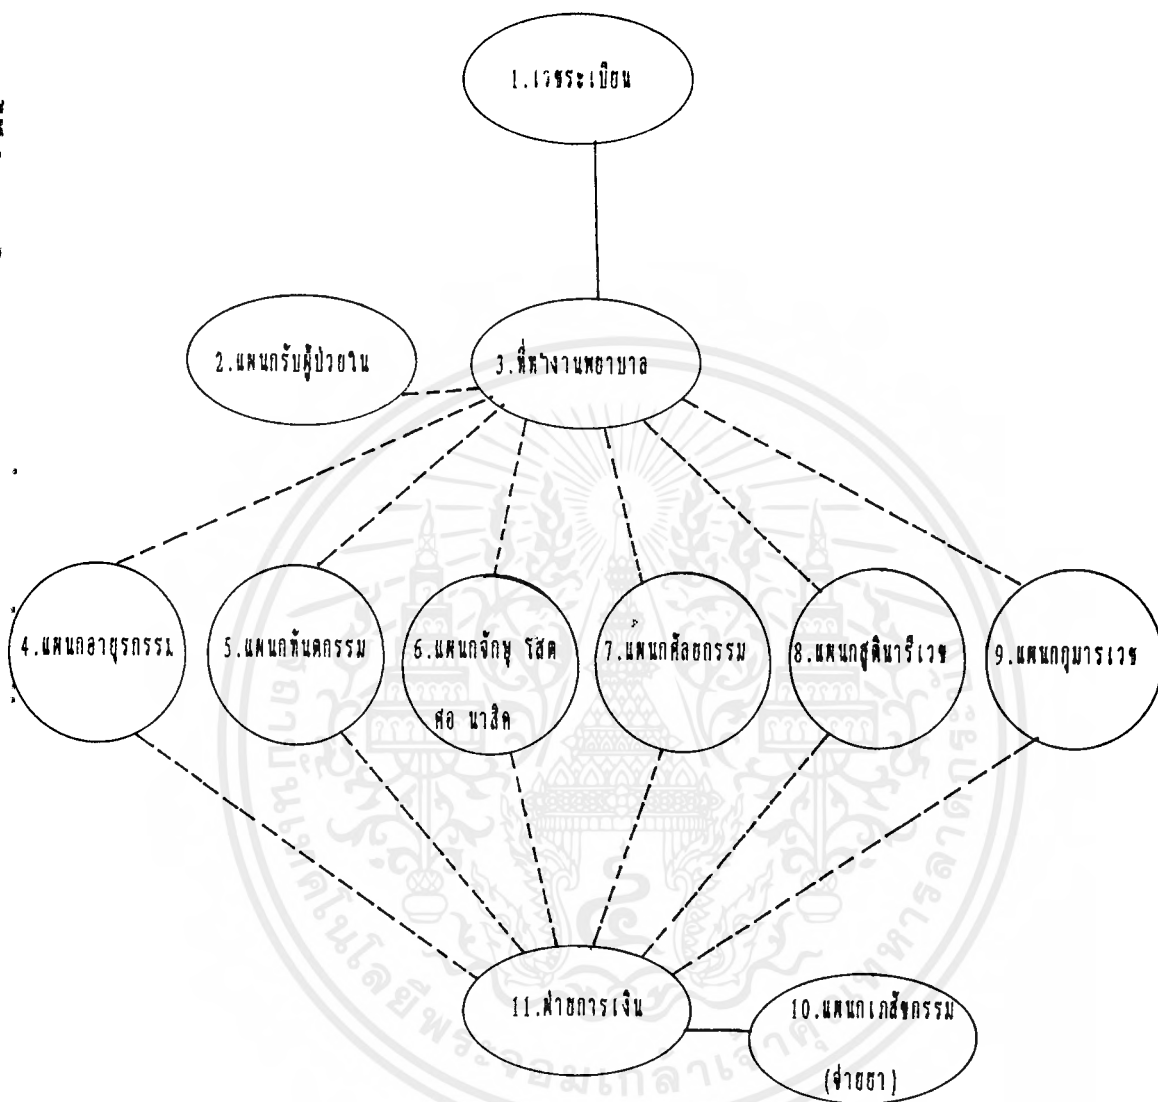 1.เวชระเบียน
2.แผนกรับผู้ป่วยใน
3.ที่ทำงานพยาบาล
4.แผนกอายุรกรรม
5.แผนกทันตกรรม
6.แผนกจักษุ โสต
ศอ นาสิก
7.แผนกศัลยกรรม
8.แผนกสูตินารีเวช
9.แผนกกุมารเวช
11.ฝ่ายการเงิน
10.แผนกเภสัชกรรม
(จ่ายยา)